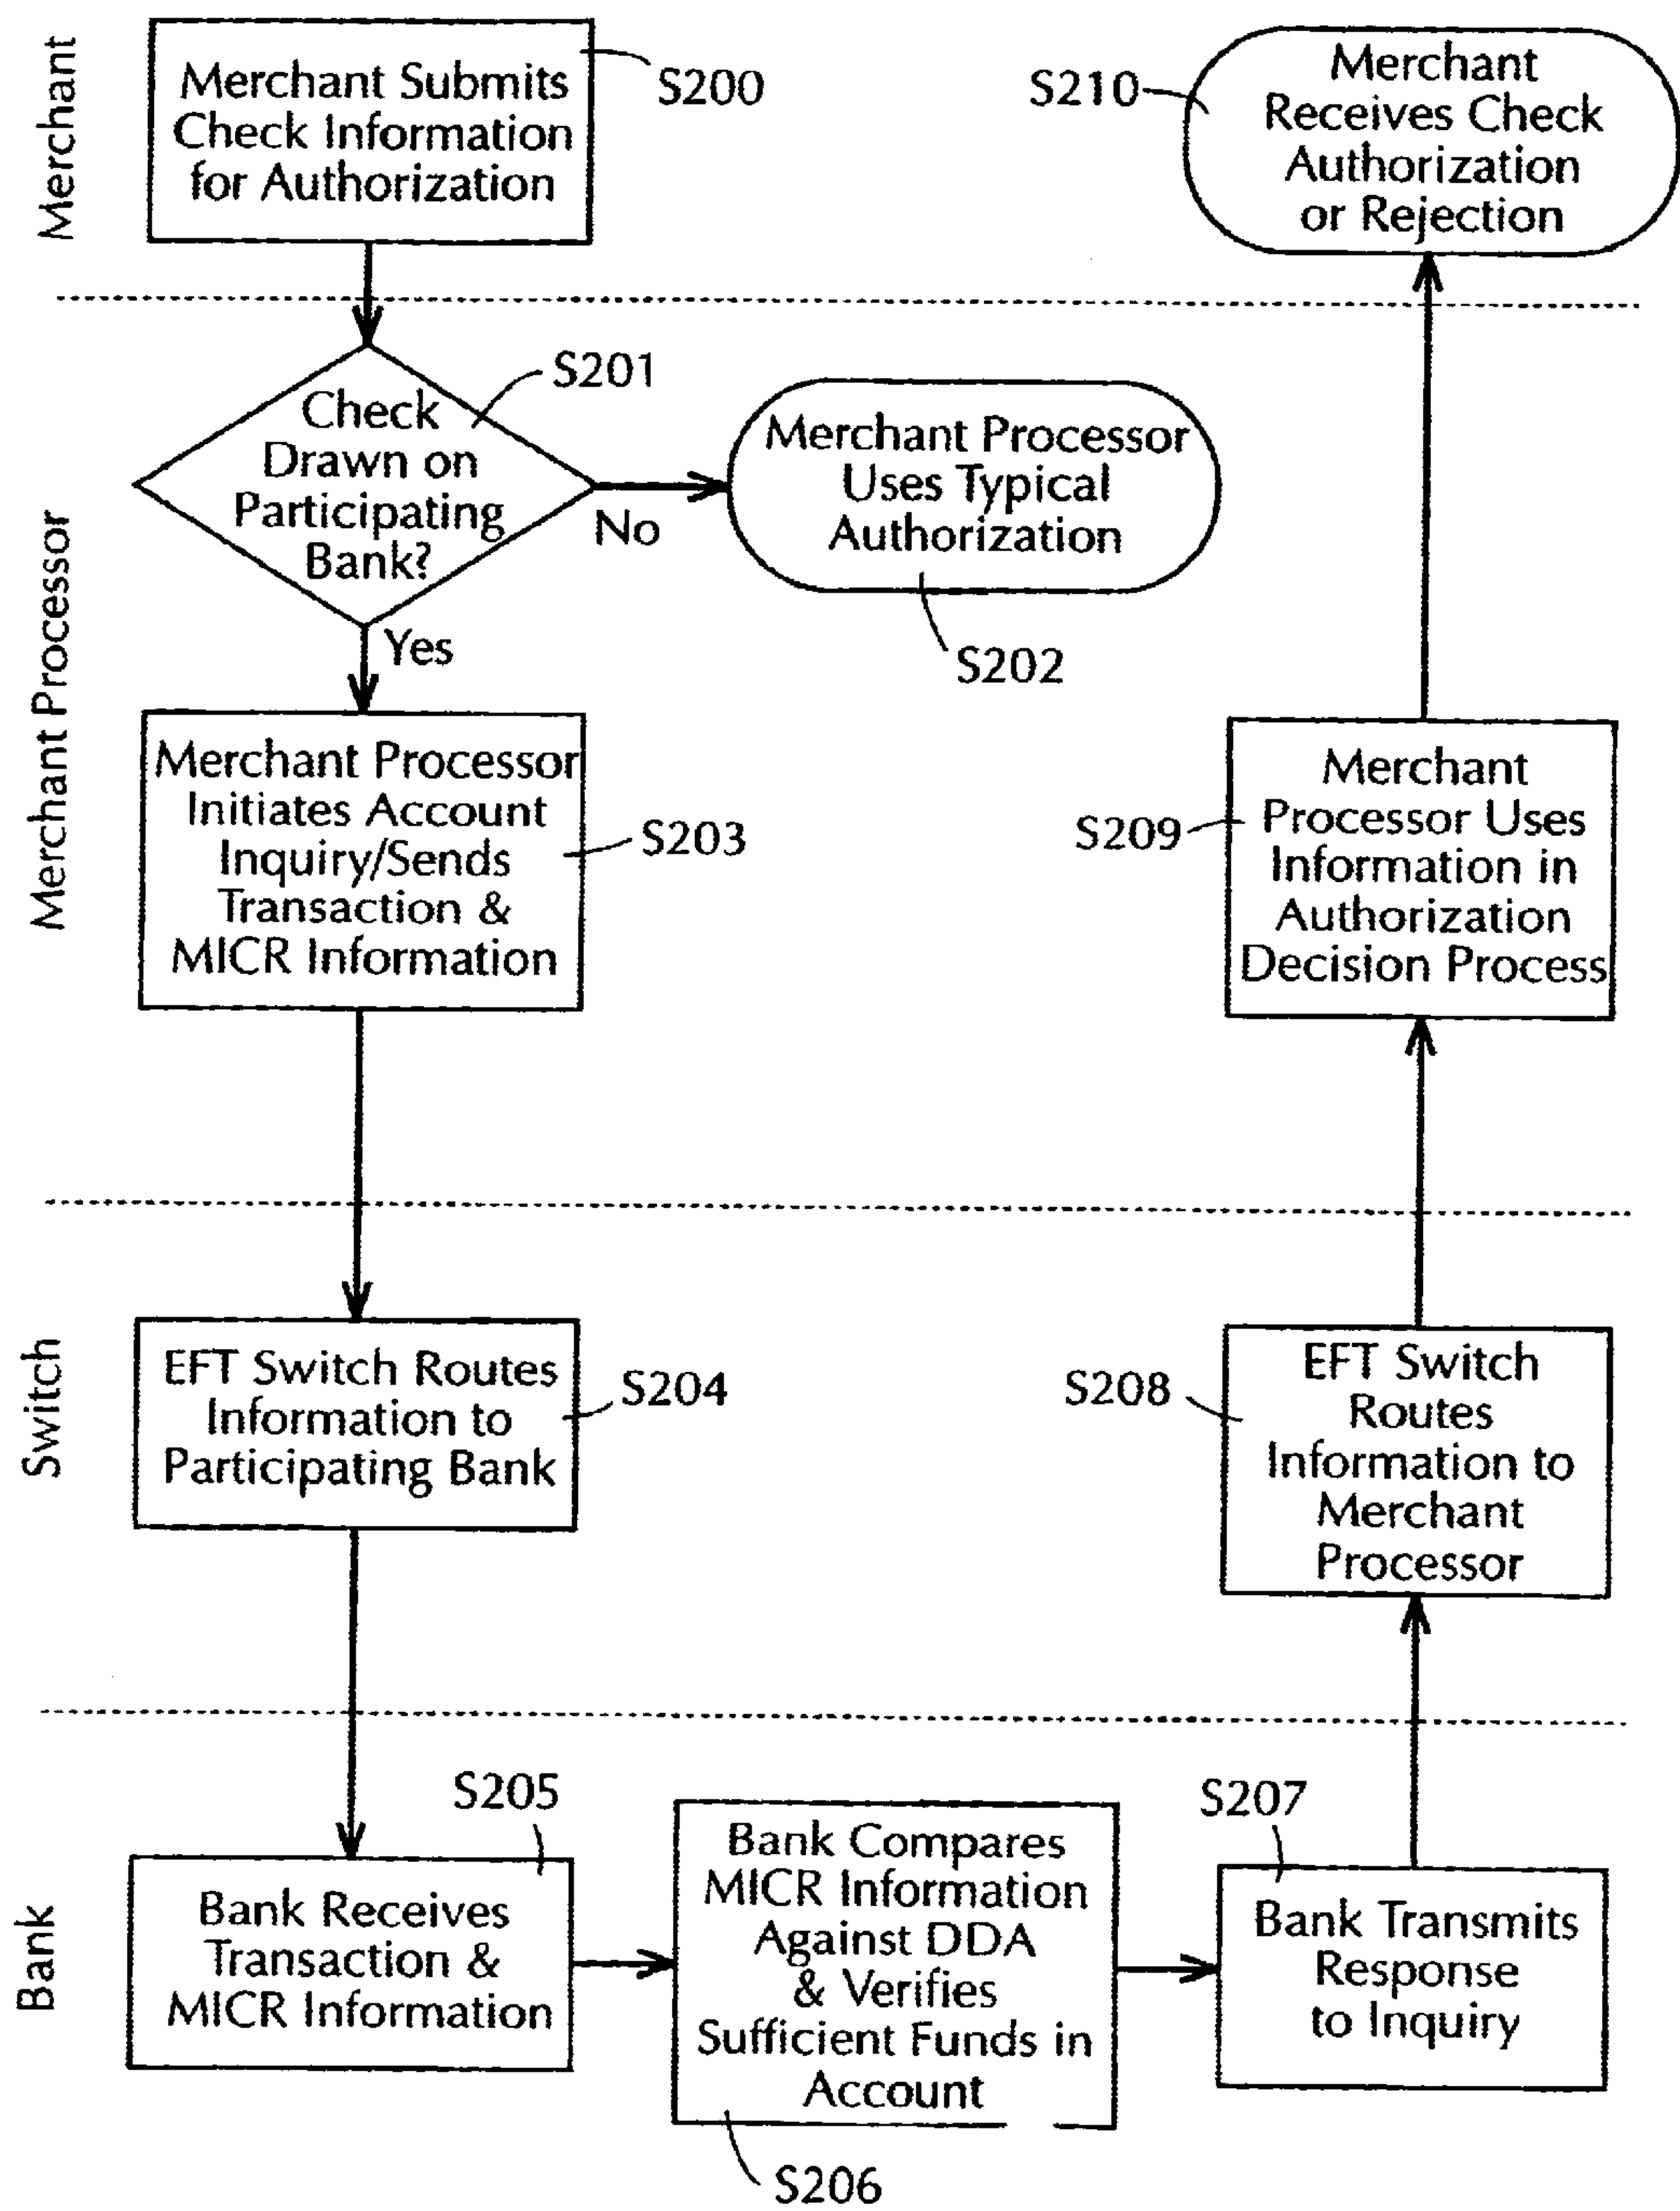 Merchant
Merchant Submits
Check Information
for Authorization
S200
S210
Merchant
Receives Check
Authorization
or Rejection
Merchant Processor
Check
Drawn on
Participating
Bank?
S201
No
Yes
Merchant Processor
Uses Typical
Authorization
S202
Merchant Processor
Initiates Account
Inquiry/Sends
Transaction &
MICR Information
S203
S209
Merchant
Processor Uses
Information in
Authorization
Decision Process
Switch
EFT Switch Routes
Information to
Participating Bank
S204
S208
EFT Switch
Routes
Information to
Merchant
Processor
Bank
S205
Bank Receives
Transaction &
MICR Information
Bank Compares
MICR Information
Against DDA
& Verifies
Sufficient Funds in
Account
S206
S207
Bank Transmits
Response
to Inquiry